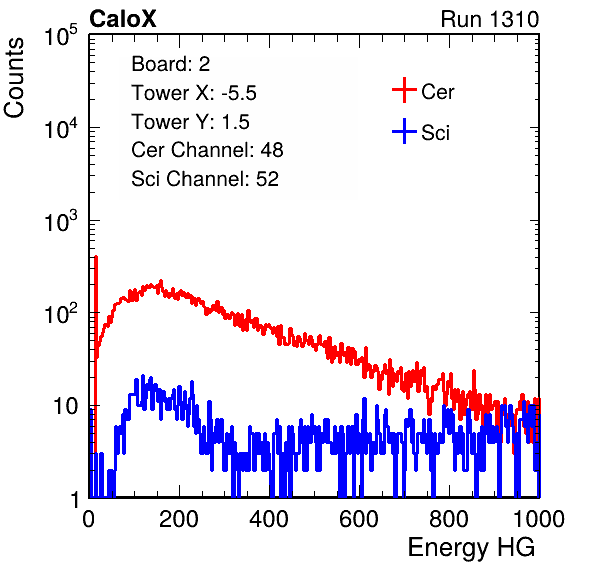 CaloX Run 1310
Counts
Board: 2
Tower X: -5.5
Tower Y: 1.5
Cer Channel: 48
Sci Channel: 52
Cer
Sci
10^5
10^4
10^3
10^2
10
1
0 200 400 600 800 1000
Energy HG